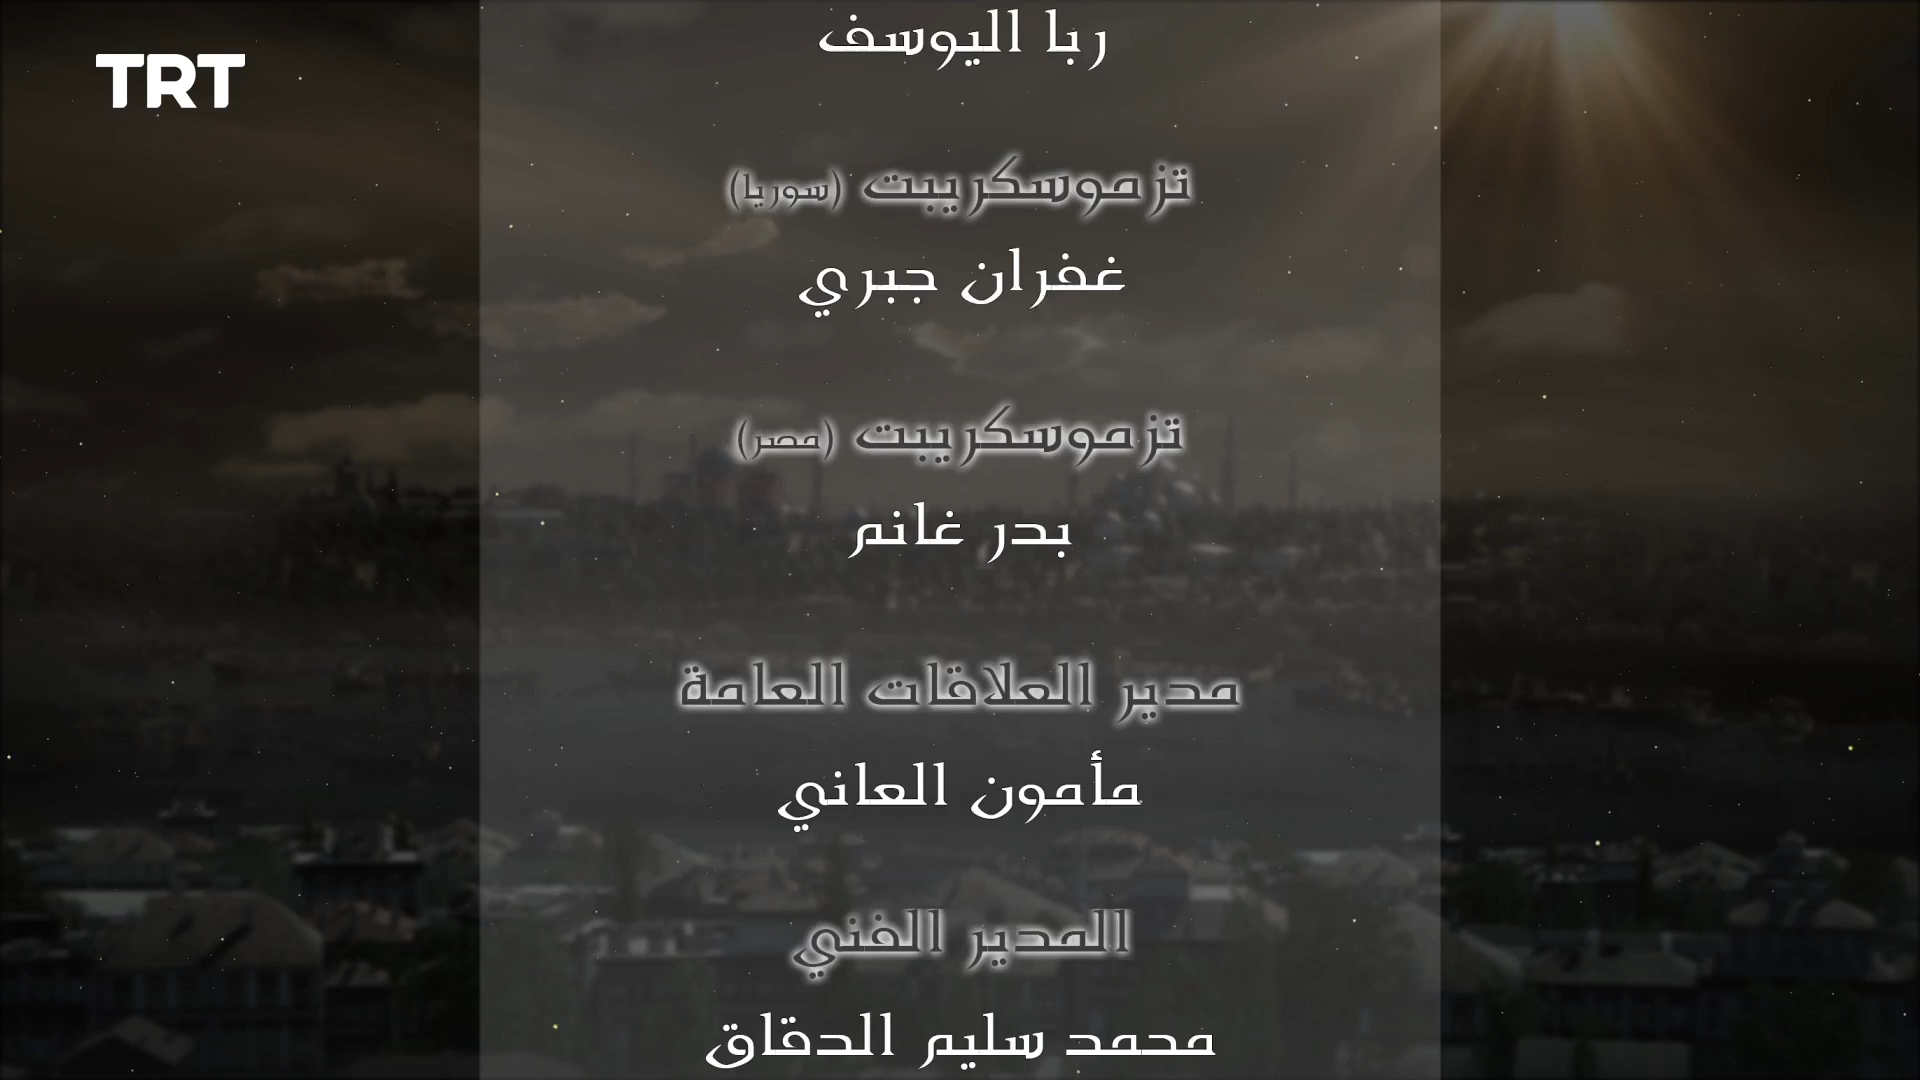 TRT
ربا اليوسف
تزموسكريبت (سوريا)
غفران جبري
تزموسكريبت (مصر)
بدر غانم
مدير العلاقات العامة
مأمون العاني
المدير الفني
محمد سليم الدقاق